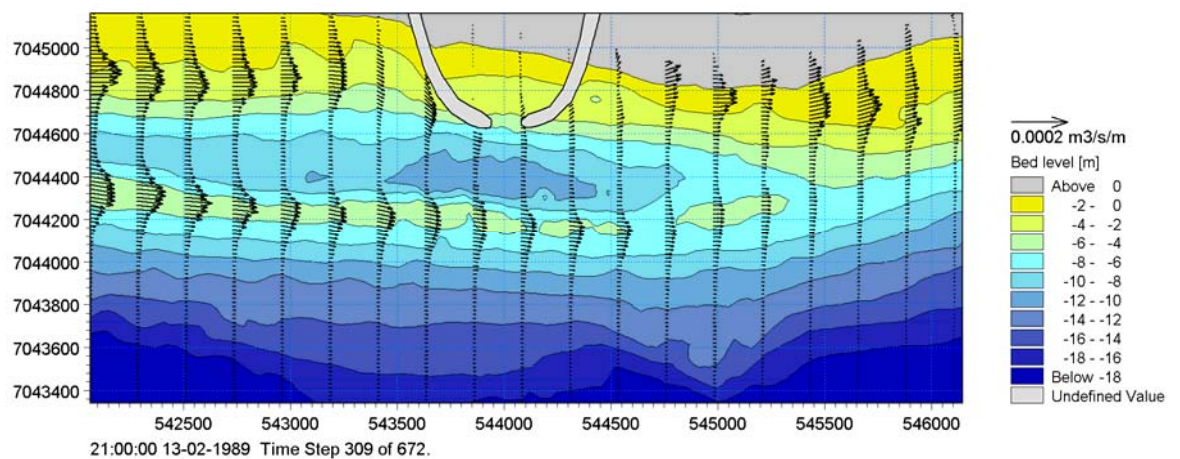 7045000
7044800
7044600
7044400
7044200
7044000
7043800
7043600
7043400
542500 543000 543500 544000 544500 545000 545500 546000
21:00:00 13-02-1989 Time Step 309 of 672.
0.0002 m3/s/m
Bed level [m]
Above 0
-2 - 0
-4 - -2
-6 - -4
-8 - -6
-10 - -8
-12 - -10
-14 - -12
-16 - -14
-18 - -16
Below -18
Undefined Value